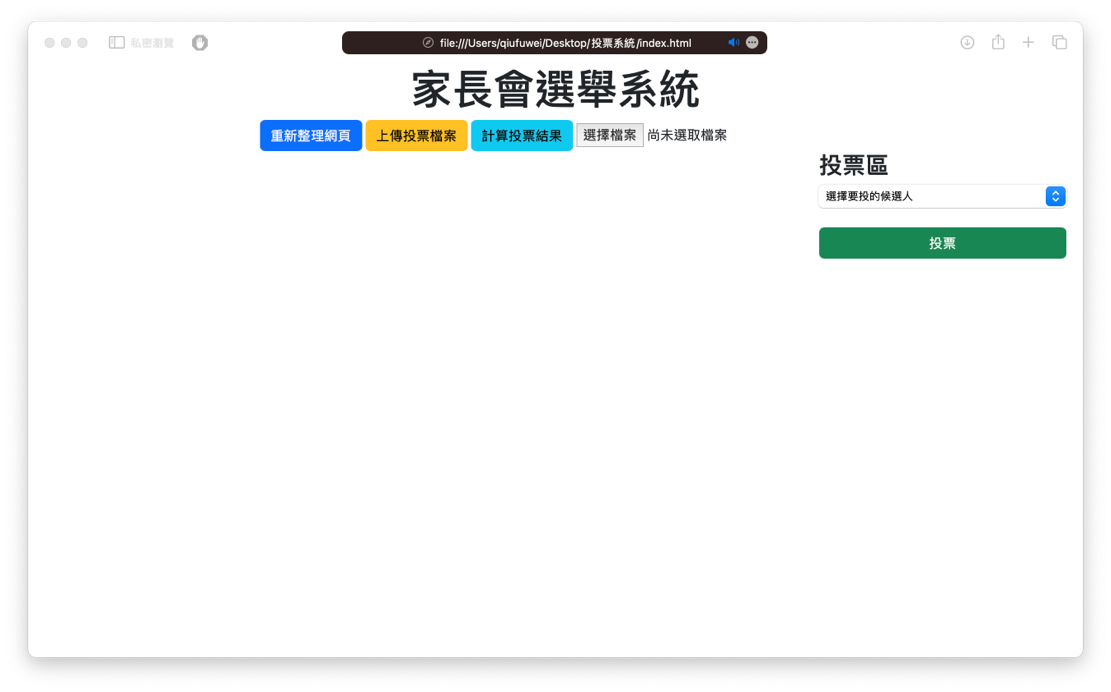 私密瀏覽
file:///Users/qiufuwei/Desktop/投票系統/index.html
家長會選舉系統
重新整理網頁 上傳投票檔案 計算投票結果 選擇檔案 尚未選取檔案
投票區
選擇要投的候選人
投票